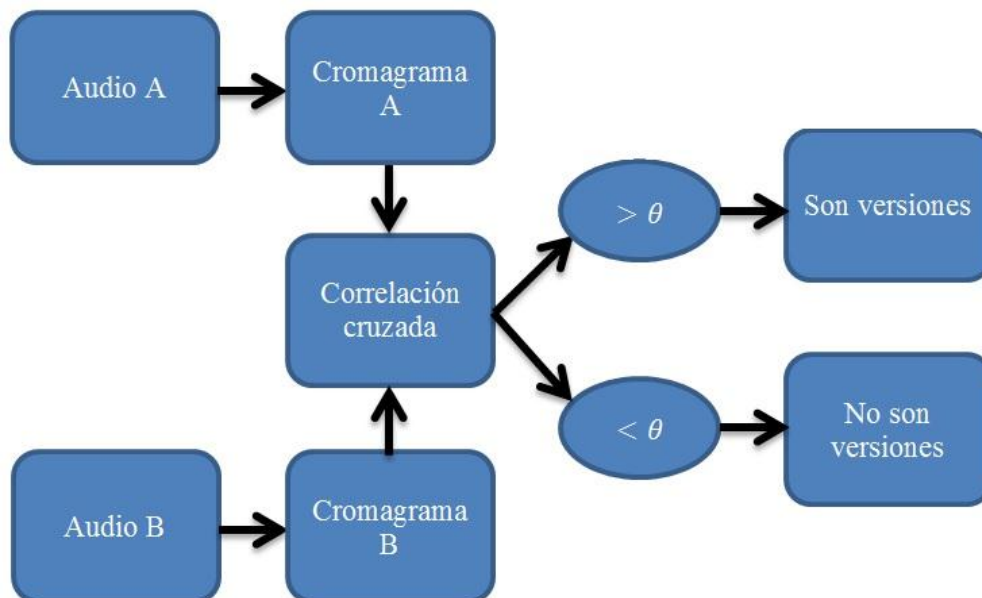 Audio A
Cromagrama
A
Correlación
cruzada
> θ
Son versiones
< θ
No son
versiones
Audio B
Cromagrama
B